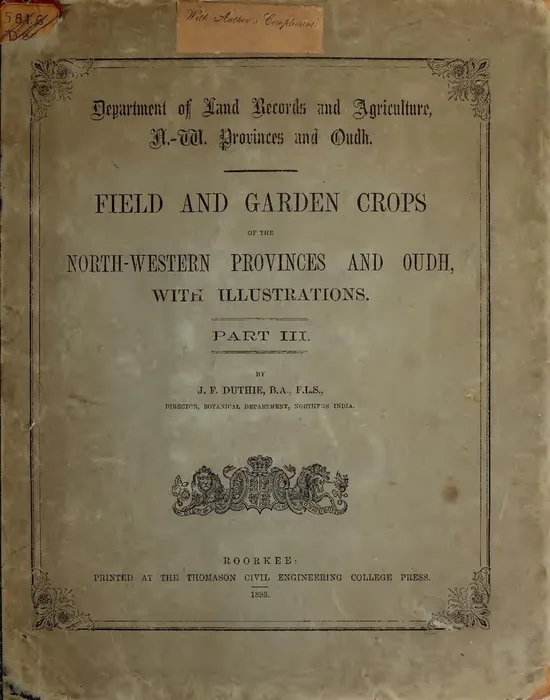 581.6
With Author's Compliments
Department of Land Records and Agriculture,
N.-W. Provinces and Oudh.
FIELD AND GARDEN CROPS
OF THE
NORTH-WESTERN PROVINCES AND OUDH,
WITH ILLUSTRATIONS.
PART III.
BY
J. F. DUTHIE, B.A., F.L.S.,
DIRECTOR, BOTANICAL DEPARTMENT, NORTHERN INDIA.
ROORKEE:
PRINTED AT THE THOMASON CIVIL ENGINEERING COLLEGE PRESS.
1893.